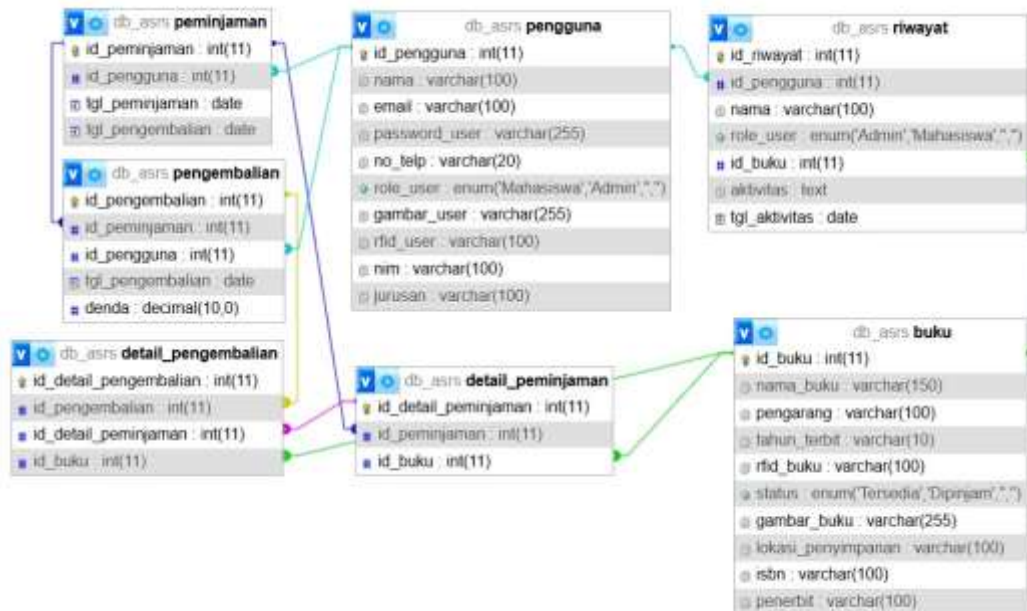 db_asrs peminjaman
id_peminjaman : int(11)
id_pengguna : int(11)
tgl_peminjaman : date
tgl_pengembalian : date
db_asrs pengembalian
id_pengembalian : int(11)
id_peminjaman : int(11)
id_pengguna : int(11)
tgl_pengembalian : date
denda : decimal(10,0)
db_asrs detail_pengembalian
id_detail_pengembalian : int(11)
id_pengembalian : int(11)
id_detail_peminjaman : int(11)
id_buku : int(11)
db_asrs pengguna
id_pengguna : int(11)
nama : varchar(100)
email : varchar(100)
password_user : varchar(255)
no_telp : varchar(20)
role_user : enum('Mahasiswa','Admin','','')
gambar_user : varchar(255)
rfid_user : varchar(100)
nim : varchar(100)
jurusan : varchar(100)
db_asrs detail_peminjaman
id_detail_peminjaman : int(11)
id_peminjaman : int(11)
id_buku : int(11)
db_asrs riwayat
id_riwayat : int(11)
id_pengguna : int(11)
nama : varchar(100)
role_user : enum('Admin','Mahasiswa','','')
id_buku : int(11)
aktivitas : text
tgl_aktivitas : date
db_asrs buku
id_buku : int(11)
nama_buku : varchar(150)
pengarang : varchar(100)
tahun_terbit : varchar(10)
rfid_buku : varchar(100)
status : enum('Tersedia','Dipinjam','','')
gambar_buku : varchar(255)
lokasi_penyimpanan : varchar(100)
isbn : varchar(100)
penerbit : varchar(100)